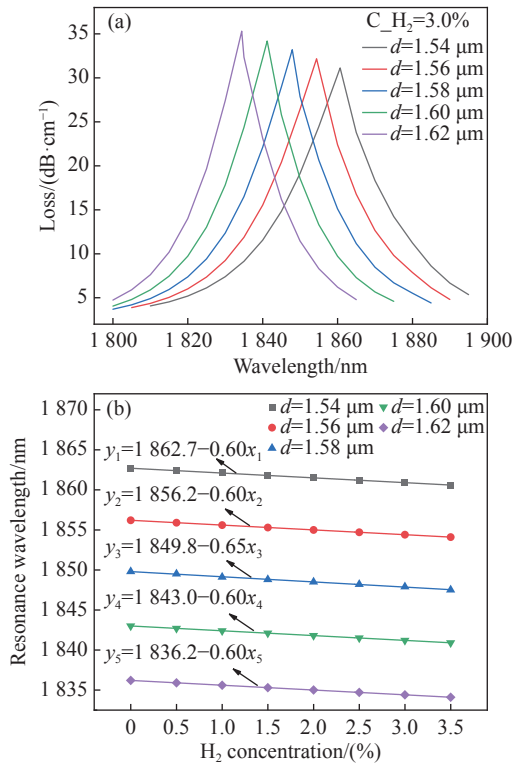 (a)
C_H₂=3.0%
d=1.54 μm
d=1.56 μm
d=1.58 μm
d=1.60 μm
d=1.62 μm
Loss/(dB·cm⁻¹)
35
30
25
20
15
10
5
1 800 1 820 1 840 1 860 1 880 1 900
Wavelength/nm
(b)
d=1.54 μm d=1.60 μm
d=1.56 μm d=1.62 μm
d=1.58 μm
Resonance wavelength/nm
1 870
1 865
1 860
1 855
1 850
1 845
1 840
1 835
y₁=1 862.7−0.60x₁
y₂=1 856.2−0.60x₂
y₃=1 849.8−0.65x₃
y₄=1 843.0−0.60x₄
y₅=1 836.2−0.60x₅
0 0.5 1.0 1.5 2.0 2.5 3.0 3.5
H₂ concentration/(%)